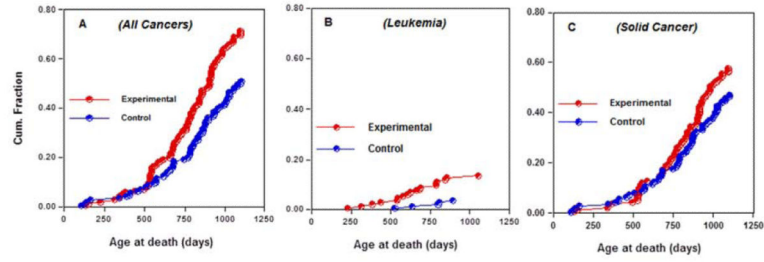 A (All Cancers)
0.80
0.60
0.40
0.20
0.00
Cum. Fraction
Experimental
Control
0 250 500 750 1000 1250
Age at death (days)
B (Leukemia)
0.80
0.60
0.40
0.20
0.00
Experimental
Control
0 250 500 750 1000 1250
Age at death (days)
C (Solid Cancer)
0.80
0.60
0.40
0.20
0.00
Experimental
Control
0 250 500 750 1000 1250
Age at death (days)